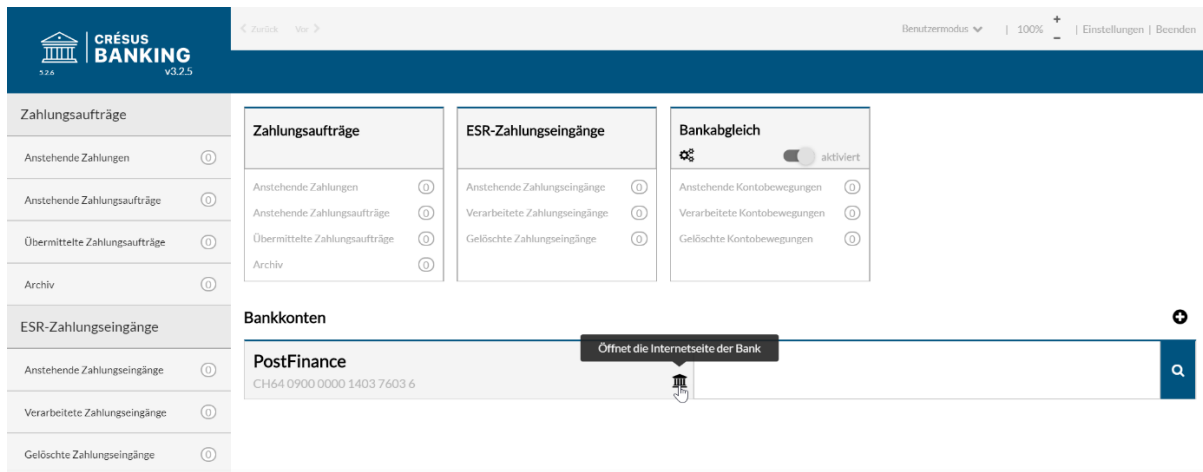 CRÉSUS
BANKING
5.2.6 v3.2.5
Zurück Vor
Benutzermodus | 100% + − | Einstellungen | Beenden
Zahlungsaufträge
Anstehende Zahlungen 0
Anstehende Zahlungsaufträge 0
Übermittelte Zahlungsaufträge 0
Archiv 0
ESR-Zahlungseingänge
Anstehende Zahlungseingänge 0
Verarbeitete Zahlungseingänge 0
Gelöschte Zahlungseingänge 0
Zahlungsaufträge
Anstehende Zahlungen 0
Anstehende Zahlungsaufträge 0
Übermittelte Zahlungsaufträge 0
Archiv 0
ESR-Zahlungseingänge
Anstehende Zahlungseingänge 0
Verarbeitete Zahlungseingänge 0
Gelöschte Zahlungseingänge 0
Bankabgleich
aktiviert
Anstehende Kontobewegungen 0
Verarbeitete Kontobewegungen 0
Gelöschte Kontobewegungen 0
Bankkonten
Öffnet die Internetseite der Bank
PostFinance
CH64 0900 0000 1403 7603 6